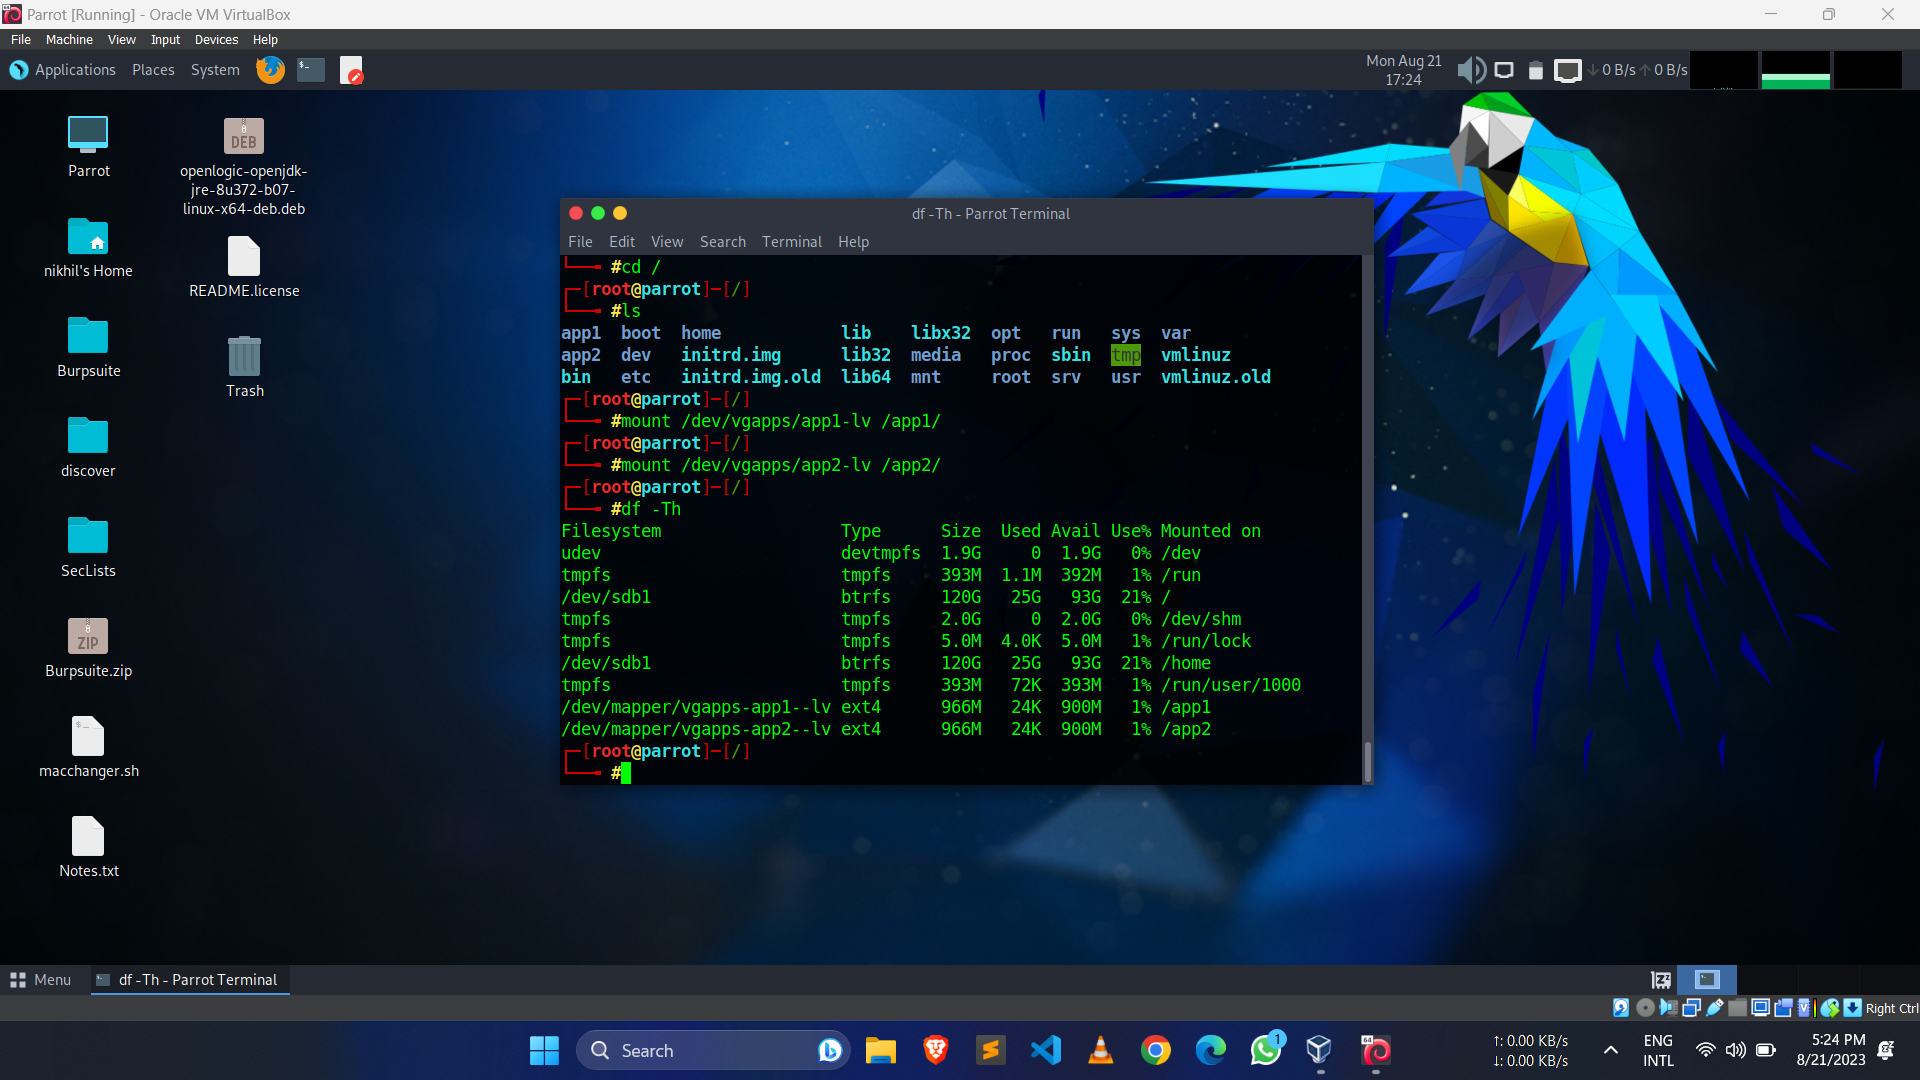 Parrot [Running] - Oracle VM VirtualBox
File Machine View Input Devices Help
Applications Places System
Mon Aug 21
17:24
0 B/s 0 B/s
Parrot
nikhil's Home
Burpsuite
discover
SecLists
ZIP
Burpsuite.zip
macchanger.sh
Notes.txt
DEB
openlogic-openjdk-
jre-8u372-b07-
linux-x64-deb.deb
README.license
Trash
df -Th - Parrot Terminal
File Edit View Search Terminal Help
#cd /
[root@parrot]─[/]
#ls
app1 boot home lib libx32 opt run sys var
app2 dev initrd.img lib32 media proc sbin tmp vmlinuz
bin etc initrd.img.old lib64 mnt root srv usr vmlinuz.old
[root@parrot]─[/]
#mount /dev/vgapps/app1-lv /app1/
[root@parrot]─[/]
#mount /dev/vgapps/app2-lv /app2/
[root@parrot]─[/]
#df -Th
Filesystem Type Size Used Avail Use% Mounted on
udev devtmpfs 1.9G 0 1.9G 0% /dev
tmpfs tmpfs 393M 1.1M 392M 1% /run
/dev/sdb1 btrfs 120G 25G 93G 21% /
tmpfs tmpfs 2.0G 0 2.0G 0% /dev/shm
tmpfs tmpfs 5.0M 4.0K 5.0M 1% /run/lock
/dev/sdb1 btrfs 120G 25G 93G 21% /home
tmpfs tmpfs 393M 72K 393M 1% /run/user/1000
/dev/mapper/vgapps-app1--lv ext4 966M 24K 900M 1% /app1
/dev/mapper/vgapps-app2--lv ext4 966M 24K 900M 1% /app2
[root@parrot]─[/]
#
Menu df -Th - Parrot Terminal
Right Ctrl
Search
1
64
↑: 0.00 KB/s
↓: 0.00 KB/s
ENG
INTL
5:24 PM
8/21/2023